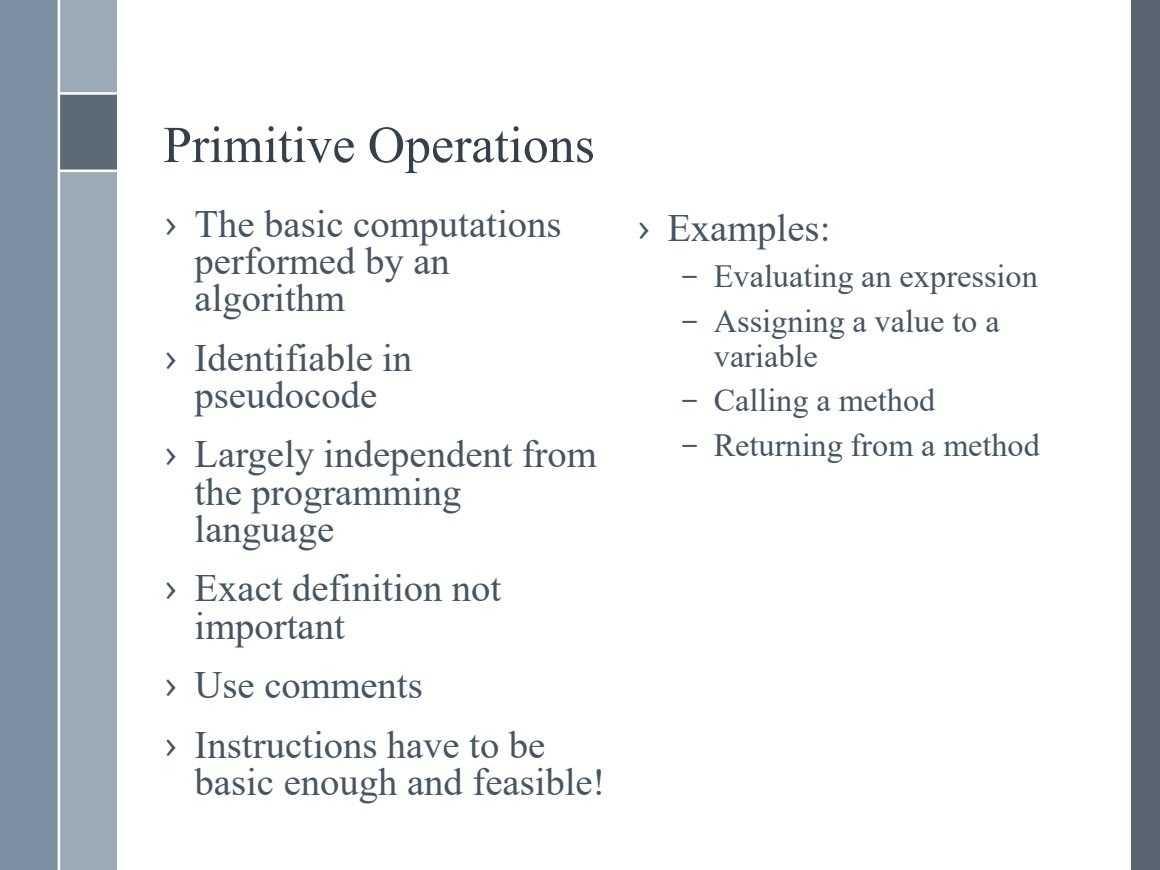 Primitive Operations
› The basic computations
performed by an
algorithm
› Identifiable in
pseudocode
› Largely independent from
the programming
language
› Exact definition not
important
› Use comments
› Instructions have to be
basic enough and feasible!
› Examples:
– Evaluating an expression
– Assigning a value to a
variable
– Calling a method
– Returning from a method